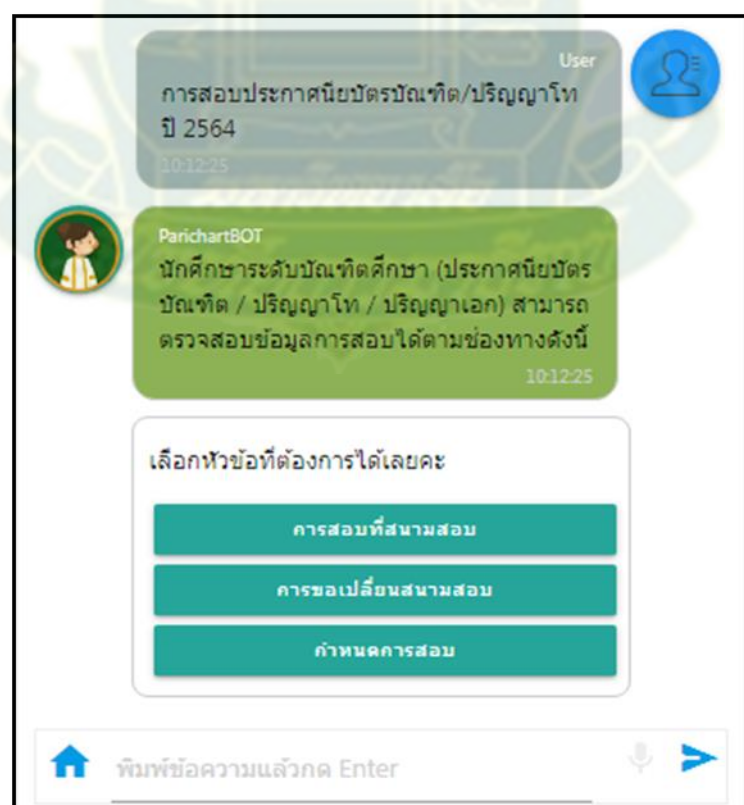 User
การสอบประกาศนียบัตรบัณฑิต/ปริญญาโท
ปี 2564
10:12:25
ParichartBOT
นักศึกษาระดับบัณฑิตศึกษา (ประกาศนียบัตร
บัณฑิต / ปริญญาโท / ปริญญาเอก) สามารถ
ตรวจสอบข้อมูลการสอบได้ตามช่องทางดังนี้
10:12:25
เลือกหัวข้อที่ต้องการได้เลยคะ
การสอบที่สนามสอบ
การขอเปลี่ยนสนามสอบ
กำหนดการสอบ
พิมพ์ข้อความแล้วกด Enter